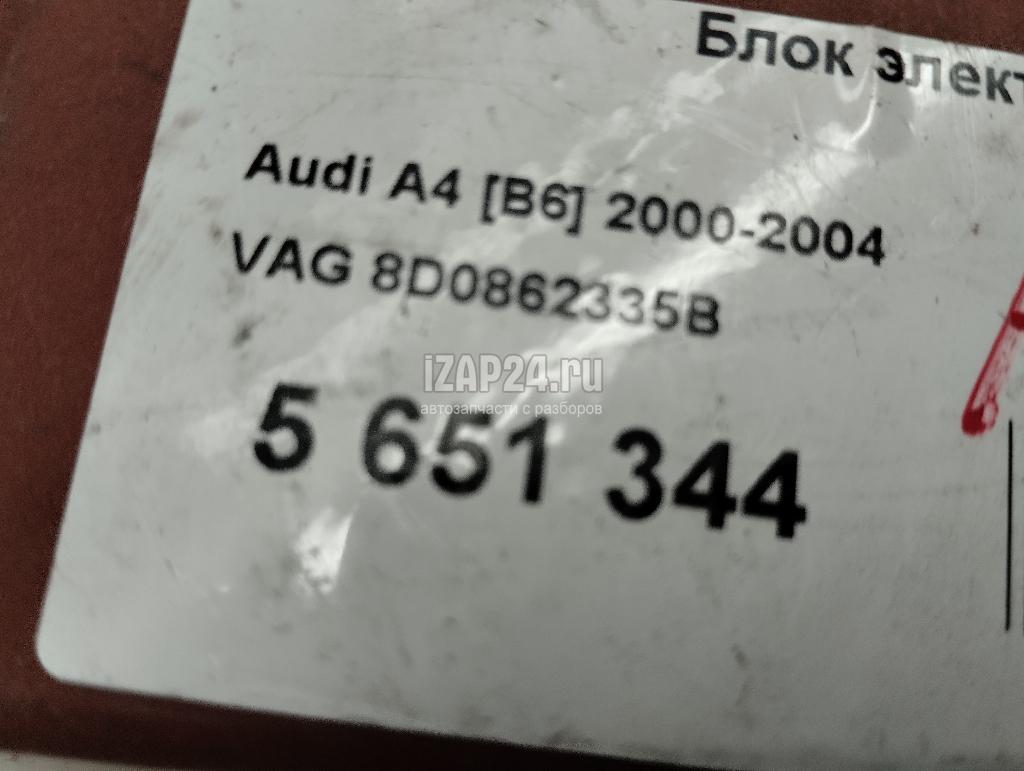 Блок элект
Audi A4 [B6] 2000-2004
VAG 8D0862335B
iZAP24.ru
автозапчасти с разборов
5 651 344